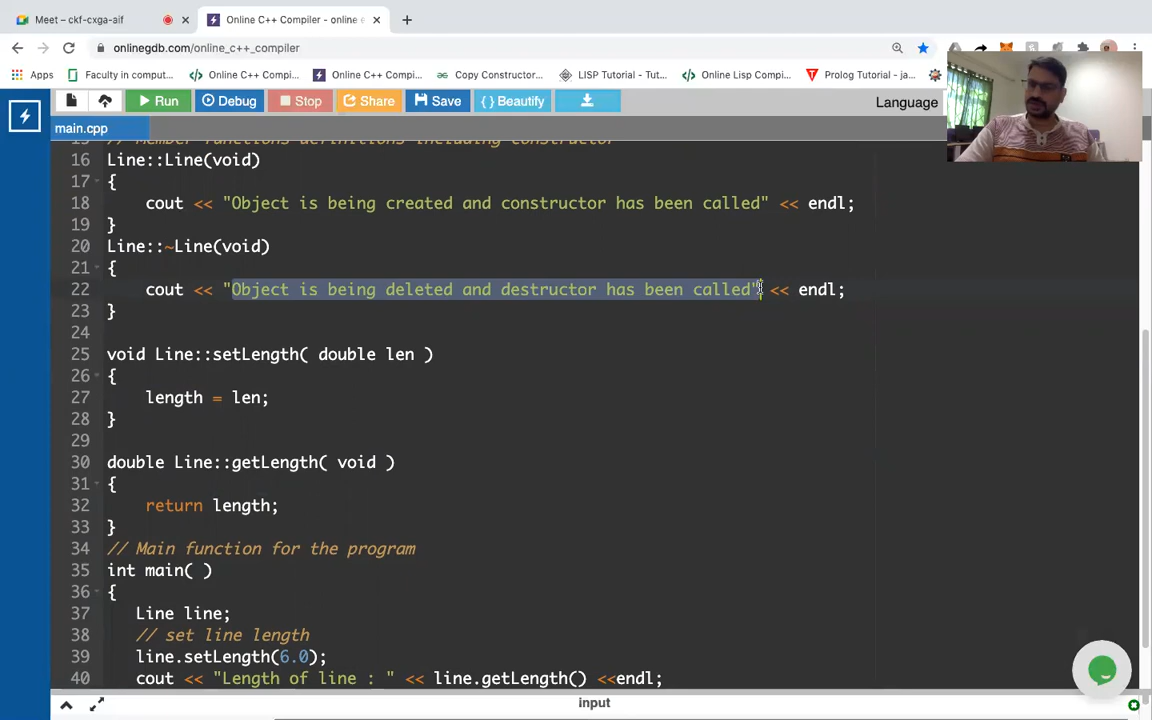 Meet – ckf-cxga-aif
Online C++ Compiler - online e
onlinegdb.com/online_c++_compiler
Apps
Faculty in comput...
Online C++ Compi...
Online C++ Compi...
Copy Constructor...
LISP Tutorial - Tut...
Online Lisp Compi...
Prolog Tutorial - ja...
Run
Debug
Stop
Share
Save
{ } Beautify
Language
main.cpp
15 // Member functions definitions including constructor
16 Line::Line(void)
17 {
18 cout << "Object is being created and constructor has been called" << endl;
19 }
20 Line::~Line(void)
21 {
22 cout << "Object is being deleted and destructor has been called" << endl;
23 }
24
25 void Line::setLength( double len )
26 {
27 length = len;
28 }
29
30 double Line::getLength( void )
31 {
32 return length;
33 }
34 // Main function for the program
35 int main( )
36 {
37 Line line;
38 // set line length
39 line.setLength(6.0);
40 cout << "Length of line : " << line.getLength() <<endl;
input